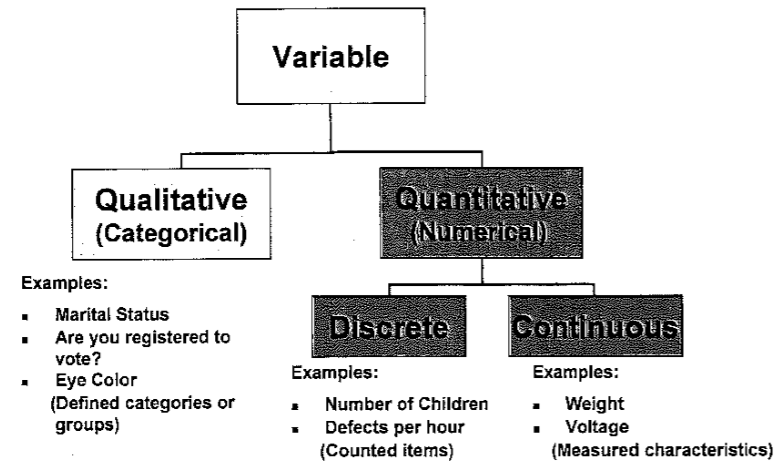 Variable
Qualitative
(Categorical)
Quantitative
(Numerical)
Examples:
▪ Marital Status
▪ Are you registered to
vote?
▪ Eye Color
(Defined categories or
groups)
Discrete
Continuous
Examples:
▪ Number of Children
▪ Defects per hour
(Counted items)
Examples:
▪ Weight
▪ Voltage
(Measured characteristics)